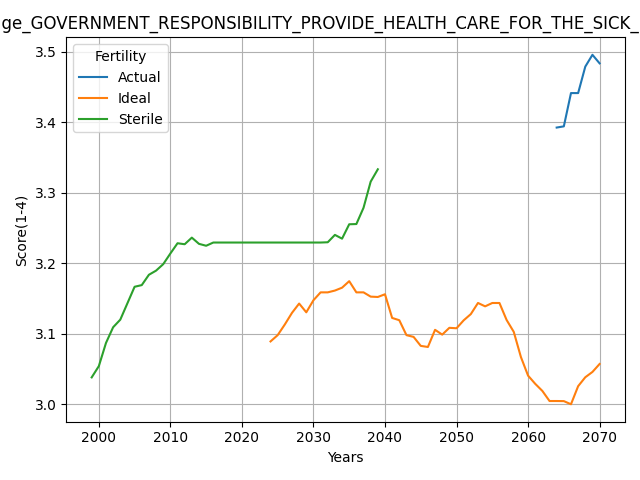 ge_GOVERNMENT_RESPONSIBILITY_PROVIDE_HEALTH_CARE_FOR_THE_SICK_
Fertility
Actual
Ideal
Sterile
Score(1-4)
3.5
3.4
3.3
3.2
3.1
3.0
2000 2010 2020 2030 2040 2050 2060 2070
Years